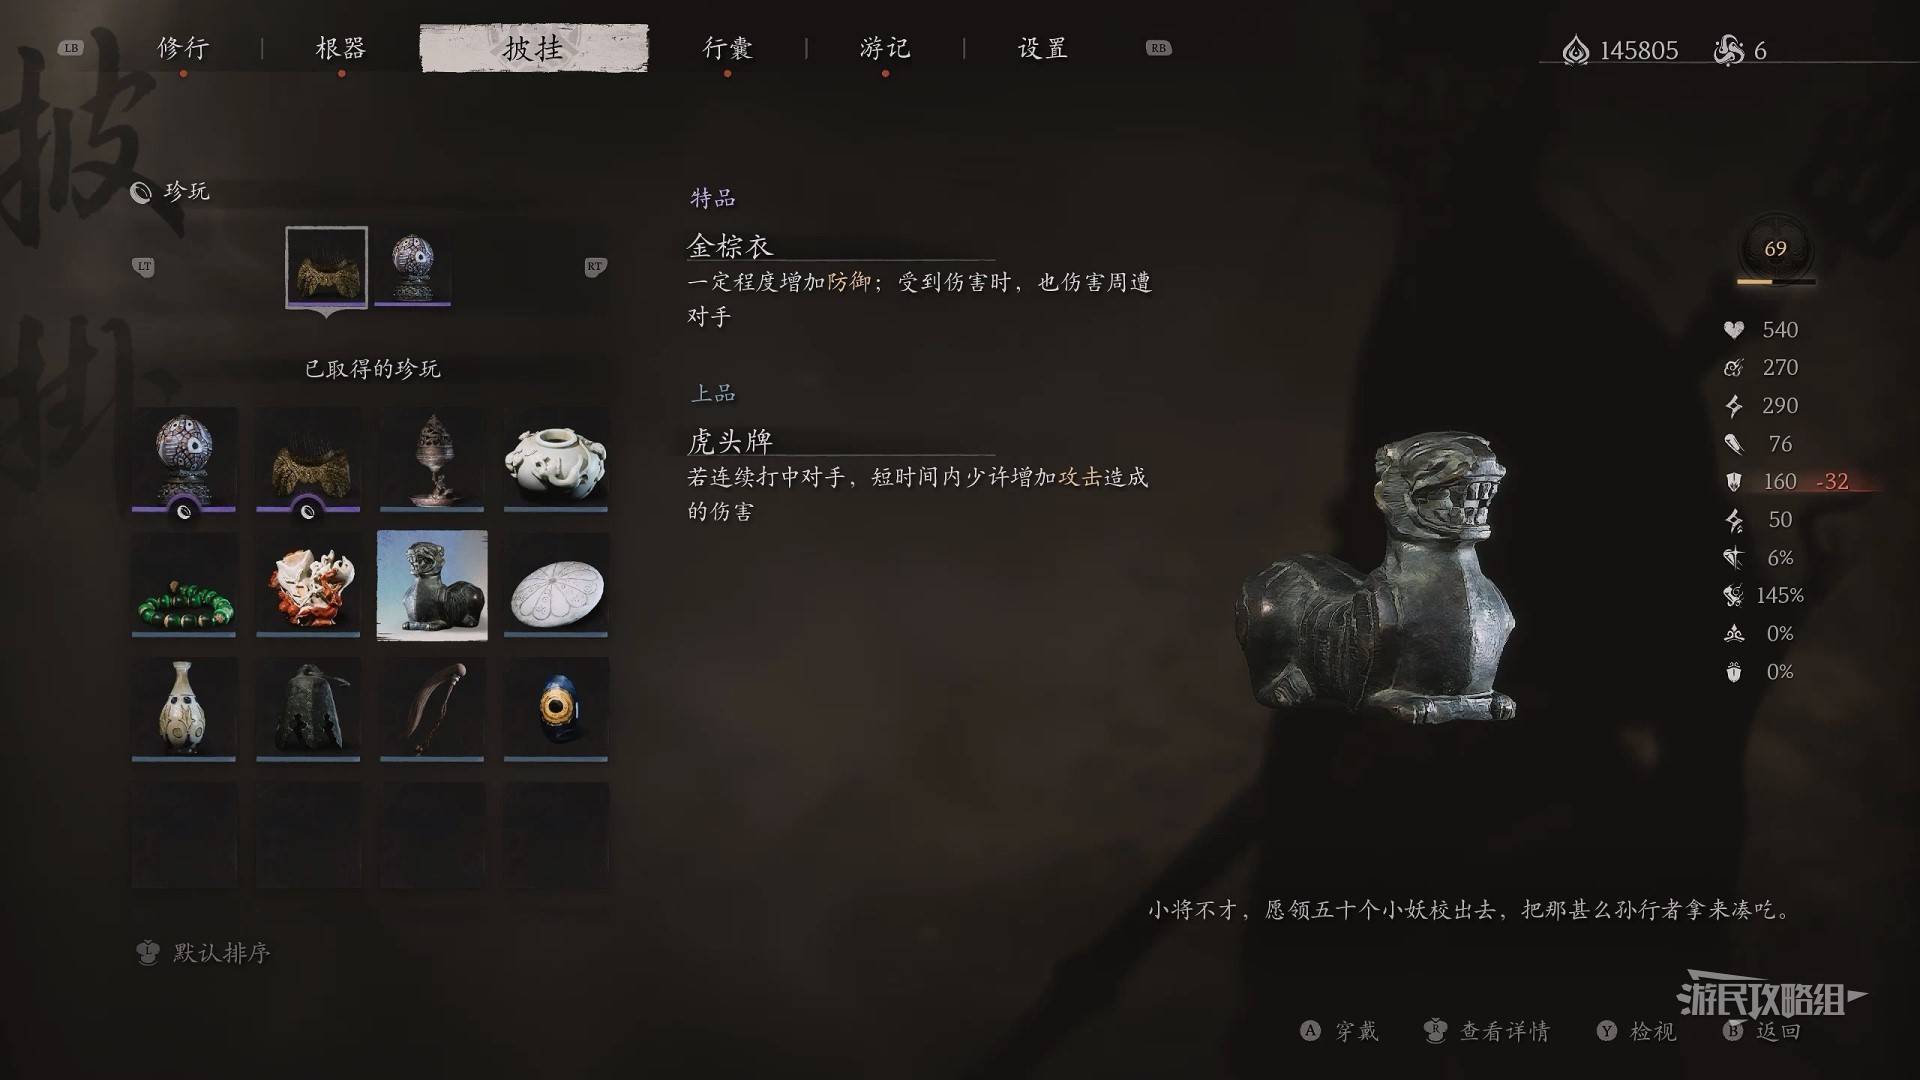 LB
修行
根器
披挂
行囊
游记
设置
RB
145805
6
披
掛
珍玩
LT
RT
已取得的珍玩
特品
金棕衣
一定程度增加防御；受到伤害时，也伤害周遭
对手
上品
虎头牌
若连续打中对手，短时间内少许增加攻击造成
的伤害
69
540
270
290
76
160 -32
50
6%
145%
0%
0%
小将不才，愿领五十个小妖校出去，把那甚么孙行者拿来凑吃。
L 默认排序
游民攻略组
A 穿戴
R 查看详情
Y 检视
B 返回